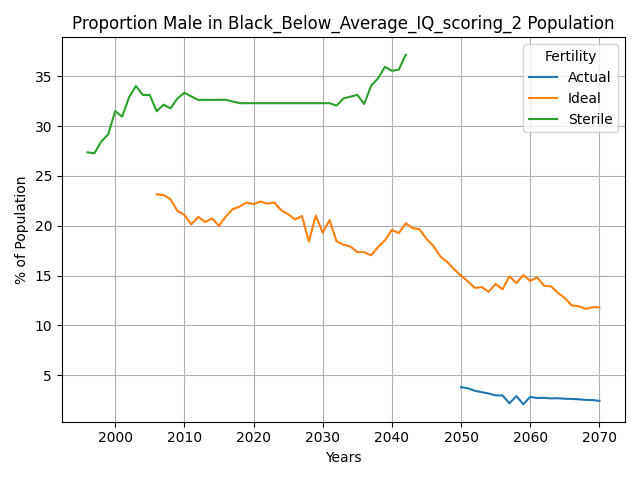 Proportion Male in Black_Below_Average_IQ_scoring_2 Population
Fertility
Actual
Ideal
Sterile
% of Population
35
30
25
20
15
10
5
2000
2010
2020
2030
2040
2050
2060
2070
Years